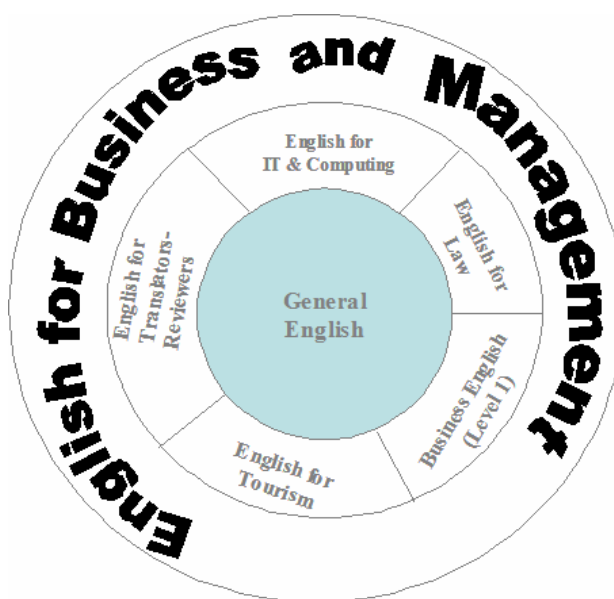 English for Business and Management
English for
IT & Computing
English for
Law
Business English
(Level 1)
English for
Tourism
English for
Translators-
Reviewers
General
English